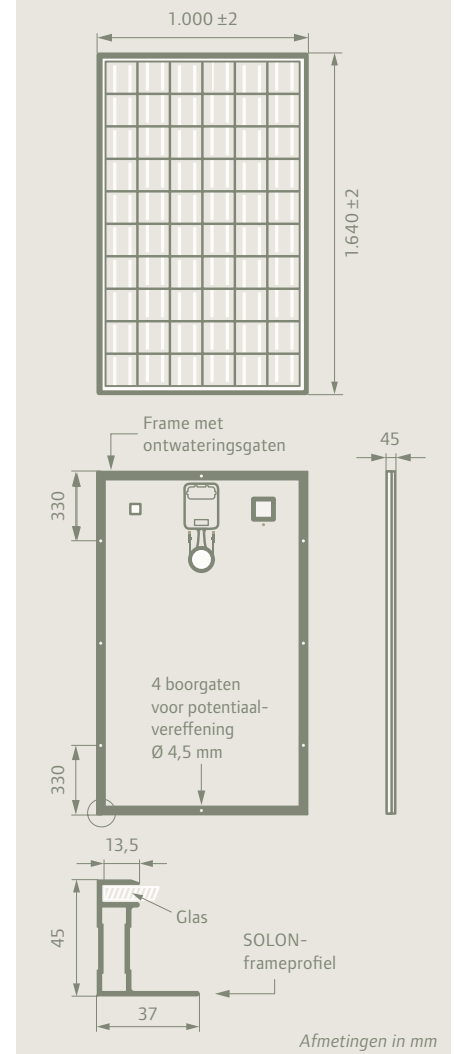 1.000 ±2
1.640 ±2
Frame met
ontwateringsgaten
45
330
4 boorgaten
voor potentiaal-
vereffening
Ø 4,5 mm
330
13,5
Glas
45
SOLON-
frameprofiel
37
Afmetingen in mm